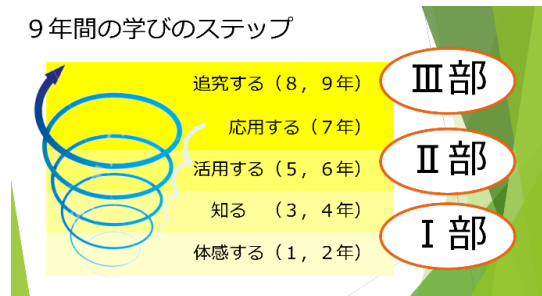 ９年間の学びのステップ
追究する（８，９年）
Ⅲ部
応用する（７年）
活用する（５，６年）
Ⅱ部
知る　（３，４年）
Ⅰ部
体感する（１，２年）